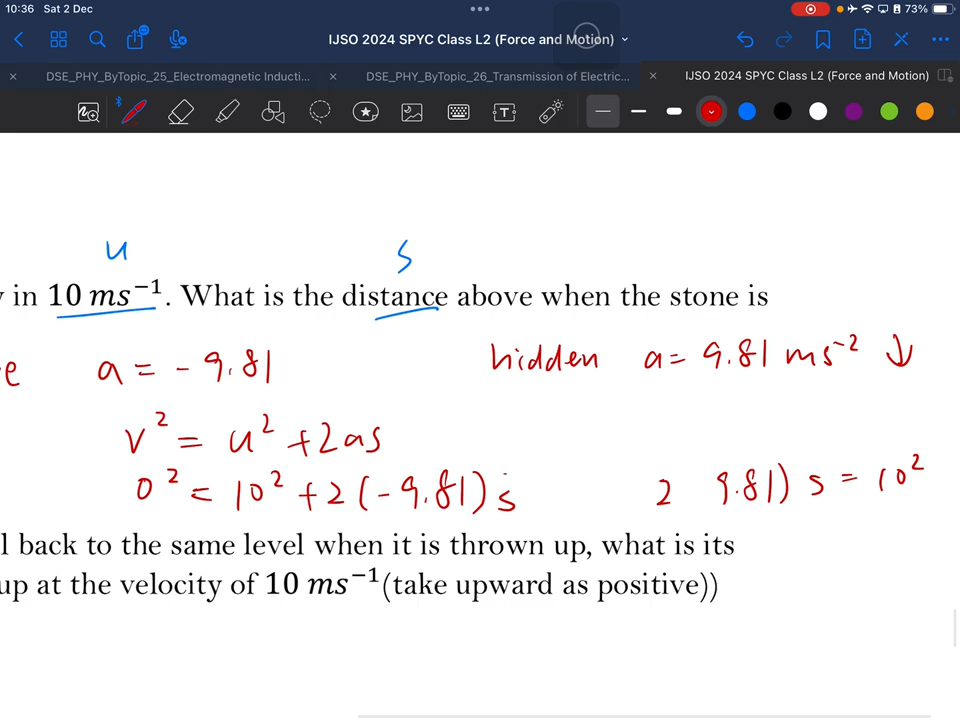 10:36 Sat 2 Dec 73%
IJSO 2024 SPYC Class L2 (Force and Motion)
DSE_PHY_ByTopic_25_Electromagnetic Inducti... DSE_PHY_ByTopic_26_Transmission of Electric... IJSO 2024 SPYC Class L2 (Force and Motion)
u s
y in 10 ms⁻¹. What is the distance above when the stone is
e a = - 9.81 hidden a = 9.81 ms⁻² ↓
v² = u² + 2as
0² = 10² + 2(-9.81) s 2 9.81) s = 10²
l back to the same level when it is thrown up, what is its
up at the velocity of 10 ms⁻¹(take upward as positive))